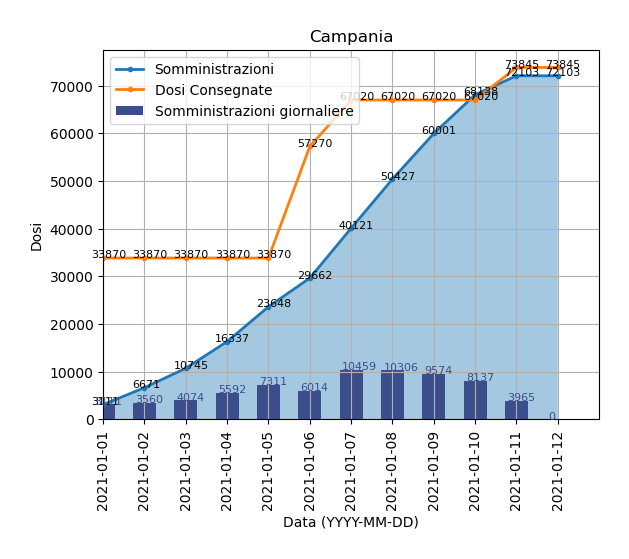 Campania
Somministrazioni
Dosi Consegnate
Somministrazioni giornaliere
Dosi
70000
60000
50000
40000
30000
20000
10000
0
33870 33870 33870 33870 33870 57270 67020 67020 67020 67020 73845 73845
3111 6671 10745 16337 23648 29662 40121 50427 60001 68138 72103 72103
3560 4074 5592 7311 6014 10459 10306 9574 8137 3965 0
2021-01-01
2021-01-02
2021-01-03
2021-01-04
2021-01-05
2021-01-06
2021-01-07
2021-01-08
2021-01-09
2021-01-10
2021-01-11
2021-01-12
Data (YYYY-MM-DD)